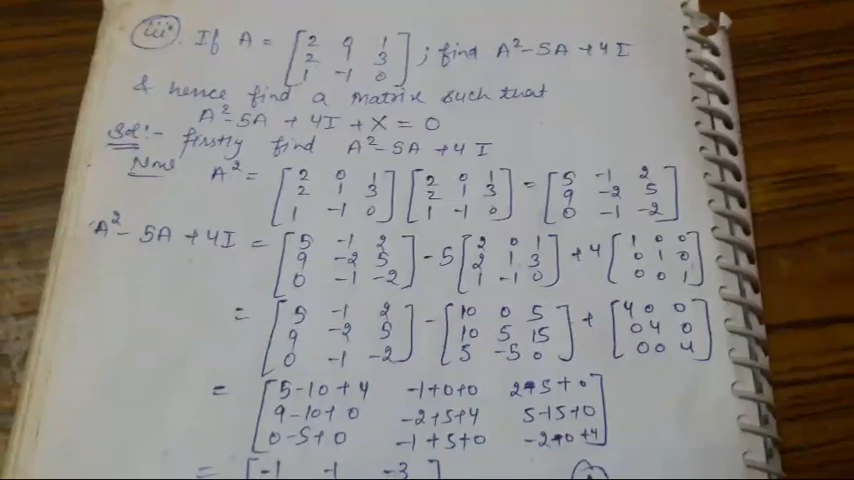 (iii). If A = [2 9 1; 2 1 3; 1 -1 0] ; find A²-5A+4I
& hence find a Matrix such that
A²-5A + 4I + X = 0
Sol:- firstly find A²-5A+4I
Now A² = [2 0 1; 2 1 3; 1 -1 0] [2 0 1; 2 1 3; 1 -1 0] = [5 -1 2; 9 -2 5; 0 -1 -2]
A²-5A+4I = [5 -1 2; 9 -2 5; 0 -1 -2] - 5 [2 0 1; 2 1 3; 1 -1 0] + 4 [1 0 0; 0 1 0; 0 0 1]
= [5 -1 2; 9 -2 5; 0 -1 -2] - [10 0 5; 10 5 15; 5 -5 0] + [4 0 0; 0 4 0; 0 0 4]
= [5-10+4 -1+0+0 2-5+0; 9-10+0 -2+5+4 5-15+0; 0-5+0 -1+5+0 -2+0+4]
= [-1 -1 -3]